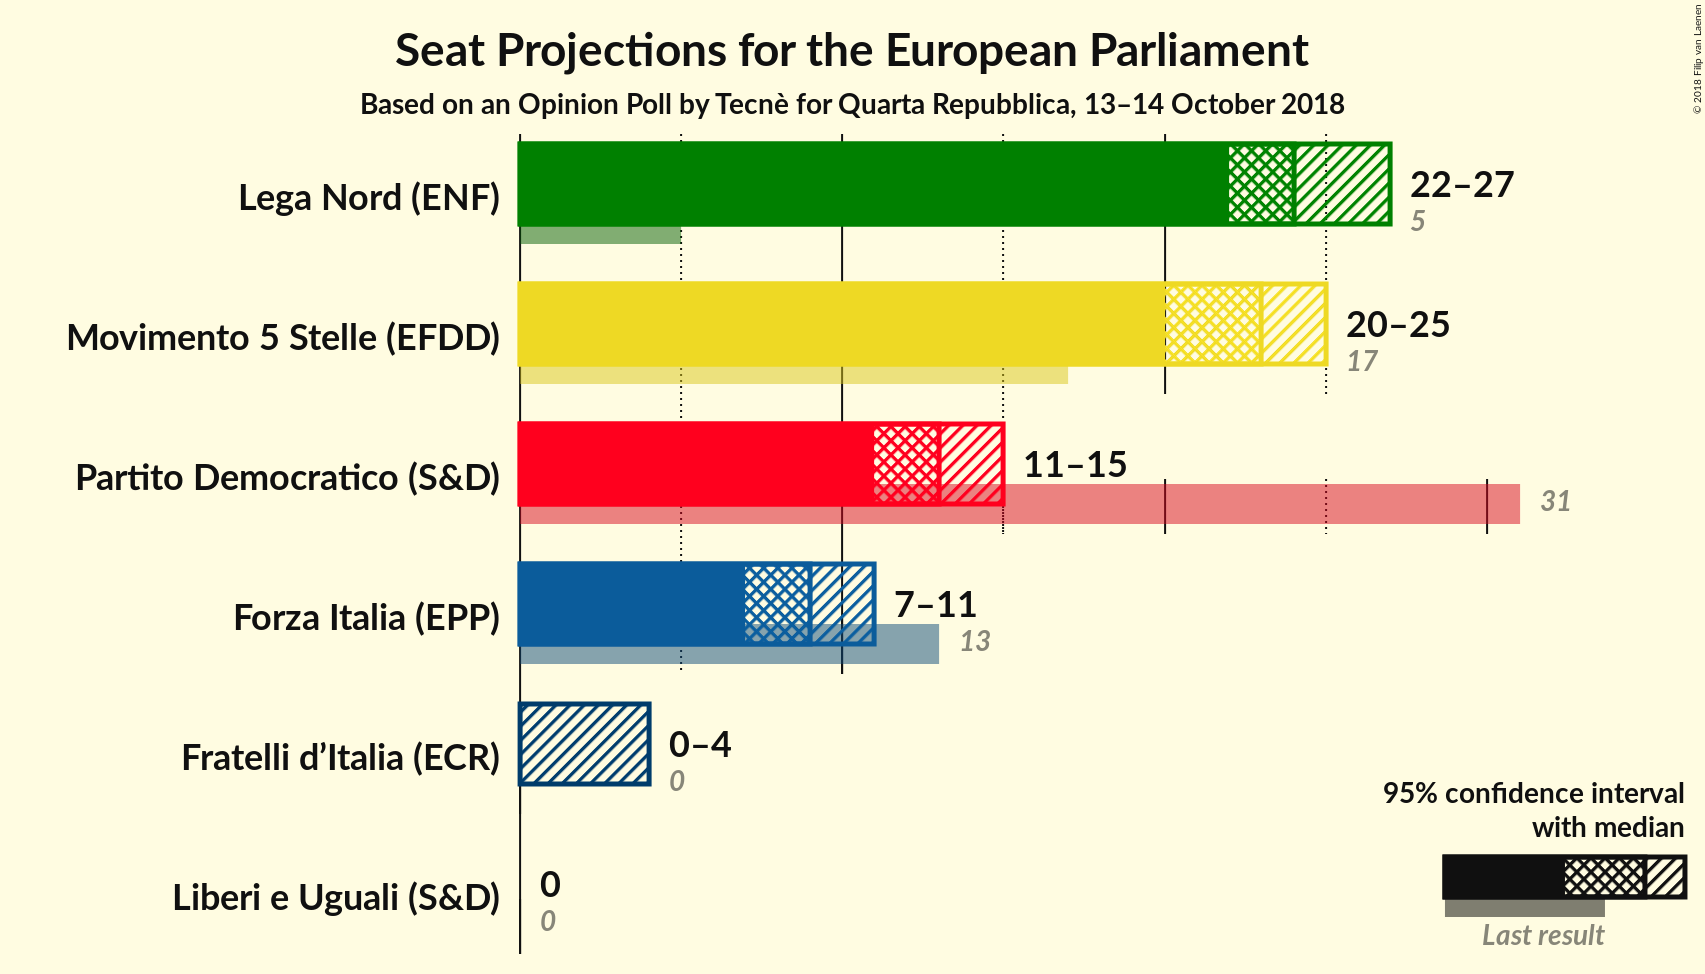 Seat Projections for the European Parliament
Based on an Opinion Poll by Tecnè for Quarta Repubblica, 13–14 October 2018
© 2018 Filip van Laenen
Lega Nord (ENF)
22–27
5
Movimento 5 Stelle (EFDD)
20–25
17
Partito Democratico (S&D)
11–15
31
Forza Italia (EPP)
7–11
13
Fratelli d’Italia (ECR)
0–4
0
Liberi e Uguali (S&D)
0
0
95% confidence interval
with median
Last result